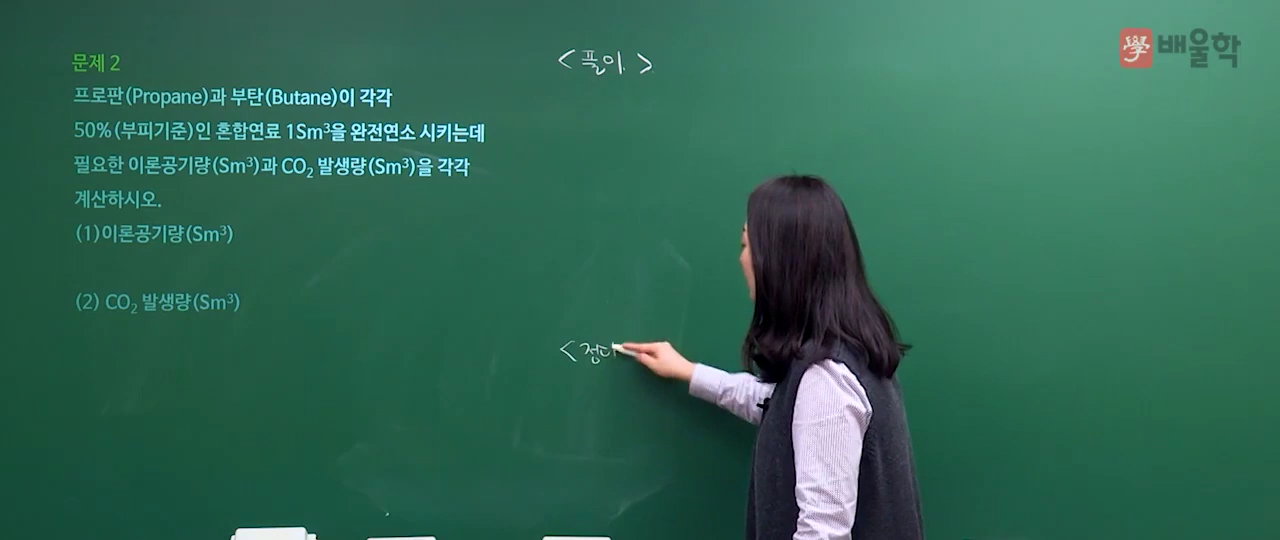 문제 2
프로판(Propane)과 부탄(Butane)이 각각
50%(부피기준)인 혼합연료 1Sm³을 완전연소 시키는데
필요한 이론공기량(Sm³)과 CO₂ 발생량(Sm³)을 각각
계산하시오.
(1)이론공기량(Sm³)
(2) CO₂ 발생량(Sm³)
<풀이>
<정다
學 배울학